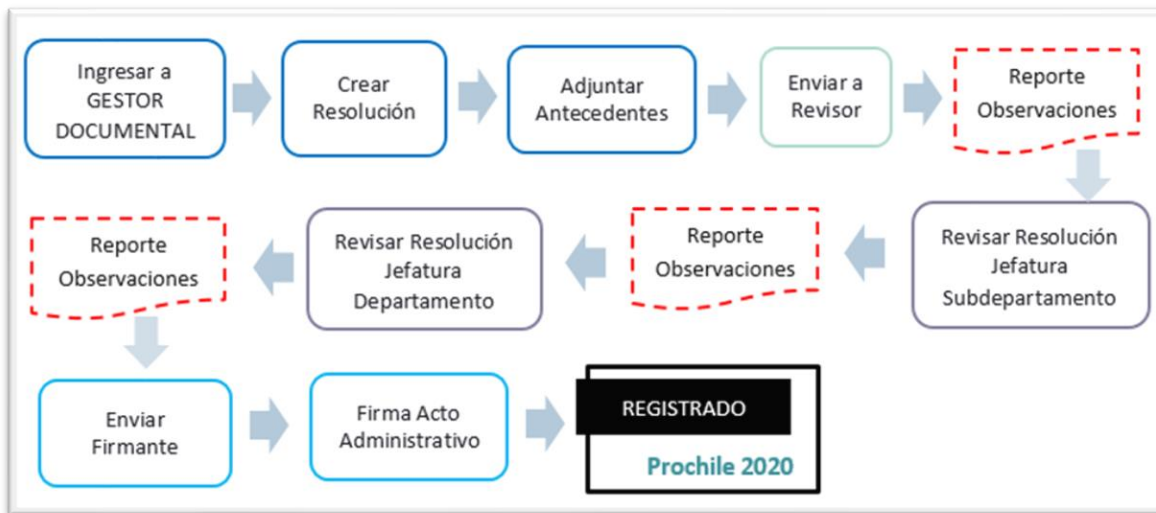 Ingresar a
GESTOR
DOCUMENTAL
Crear
Resolución
Adjuntar
Antecedentes
Enviar a
Revisor
Reporte
Observaciones
Revisar Resolución
Jefatura
Subdepartamento
Reporte
Observaciones
Revisar Resolución
Jefatura
Departamento
Reporte
Observaciones
Enviar
Firmante
Firma Acto
Administrativo
REGISTRADO
Prochile 2020